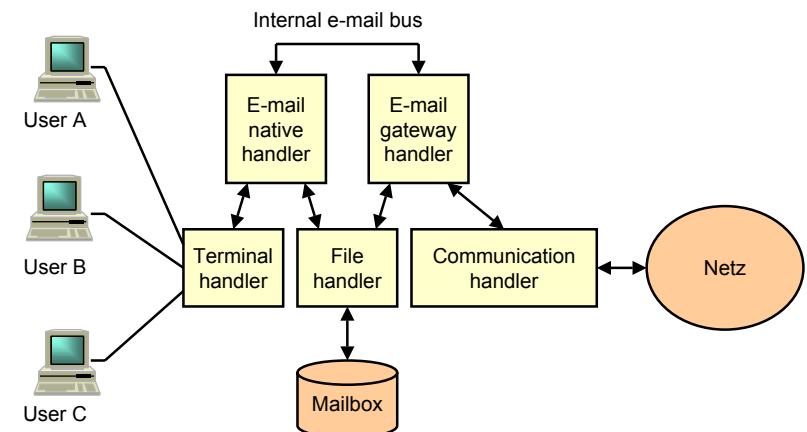 Internal e-mail bus
User A
E-mail
native
handler
E-mail
gateway
handler
User B
Terminal
handler
File
handler
Communication
handler
Netz
User C
Mailbox